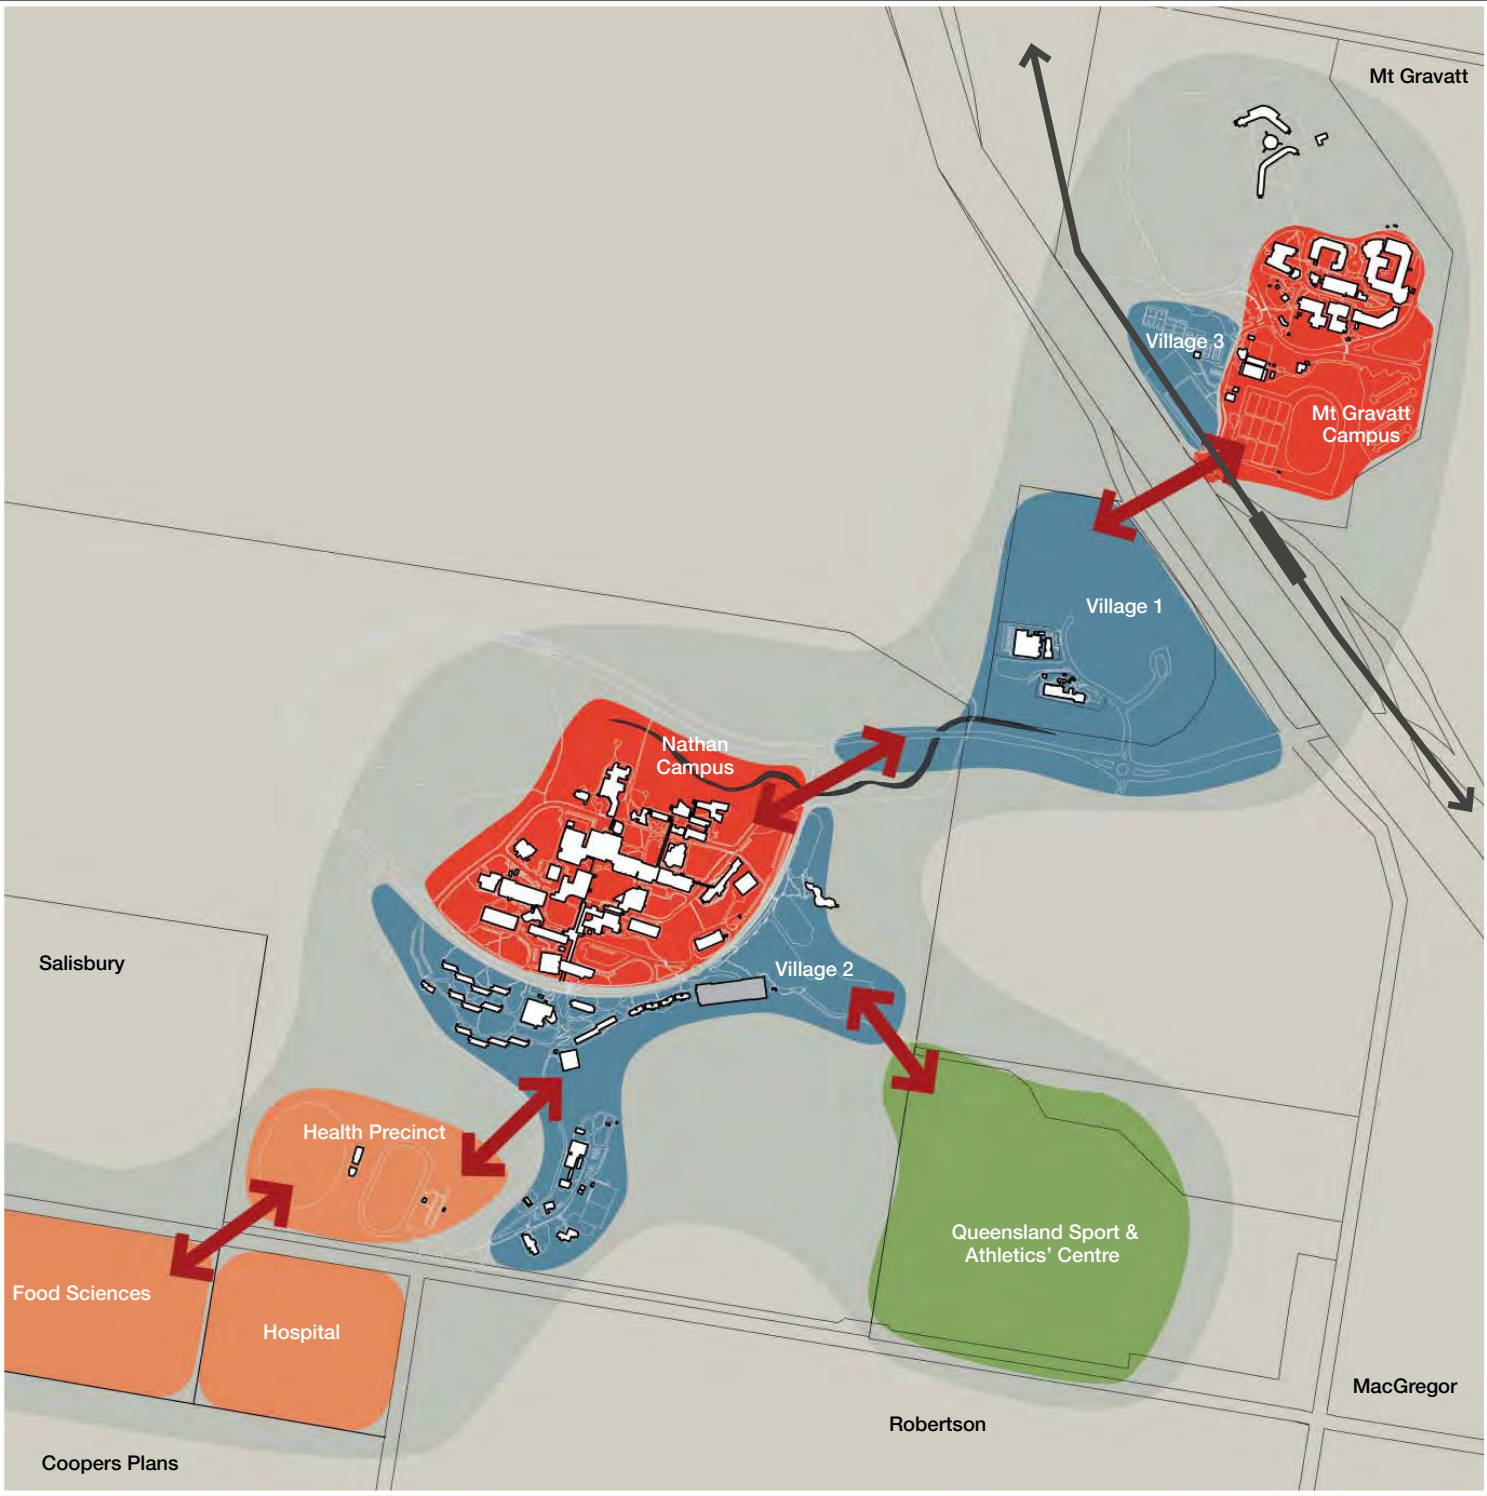 Mt Gravatt
Village 3
Mt Gravatt
Campus
Village 1
Nathan
Campus
Salisbury
Village 2
Health Precinct
Queensland Sport &
Athletics' Centre
Food Sciences
Hospital
MacGregor
Robertson
Coopers Plans